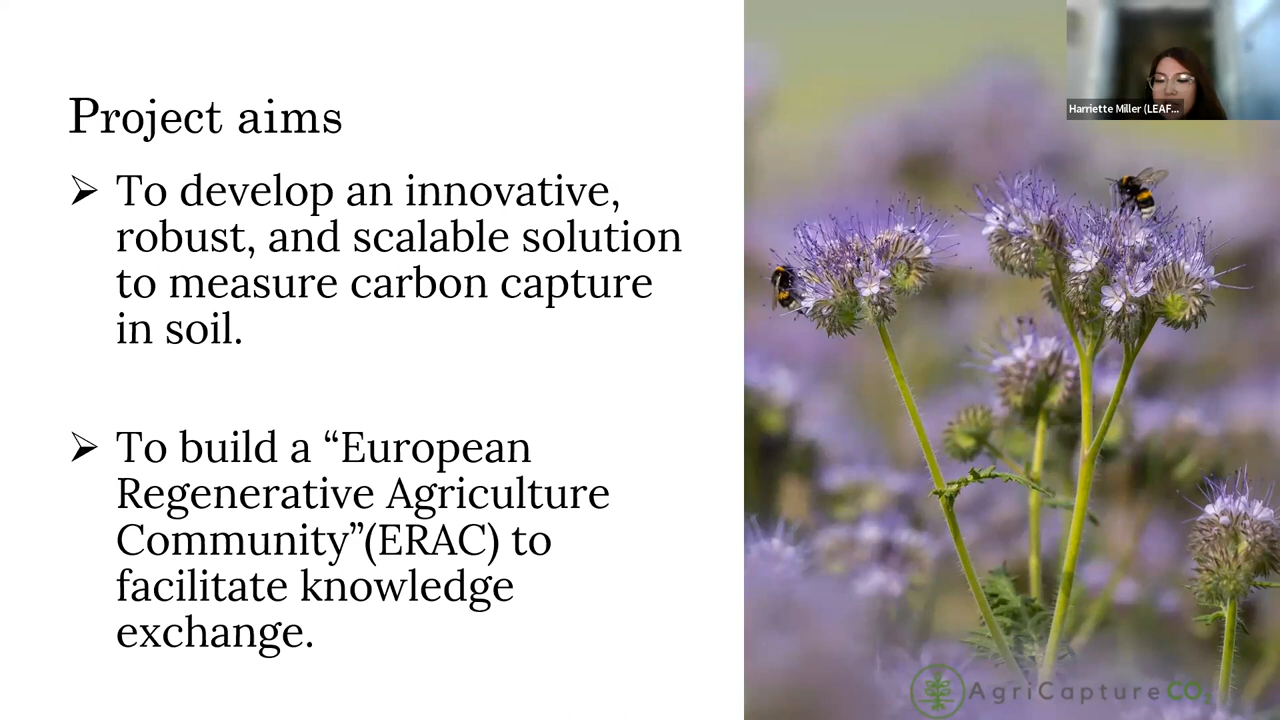 Harriette Miller (LEAF...
Project aims
➢ To develop an innovative,
robust, and scalable solution
to measure carbon capture
in soil.
➢ To build a “European
Regenerative Agriculture
Community”(ERAC) to
facilitate knowledge
exchange.
AgriCaptureCO₂